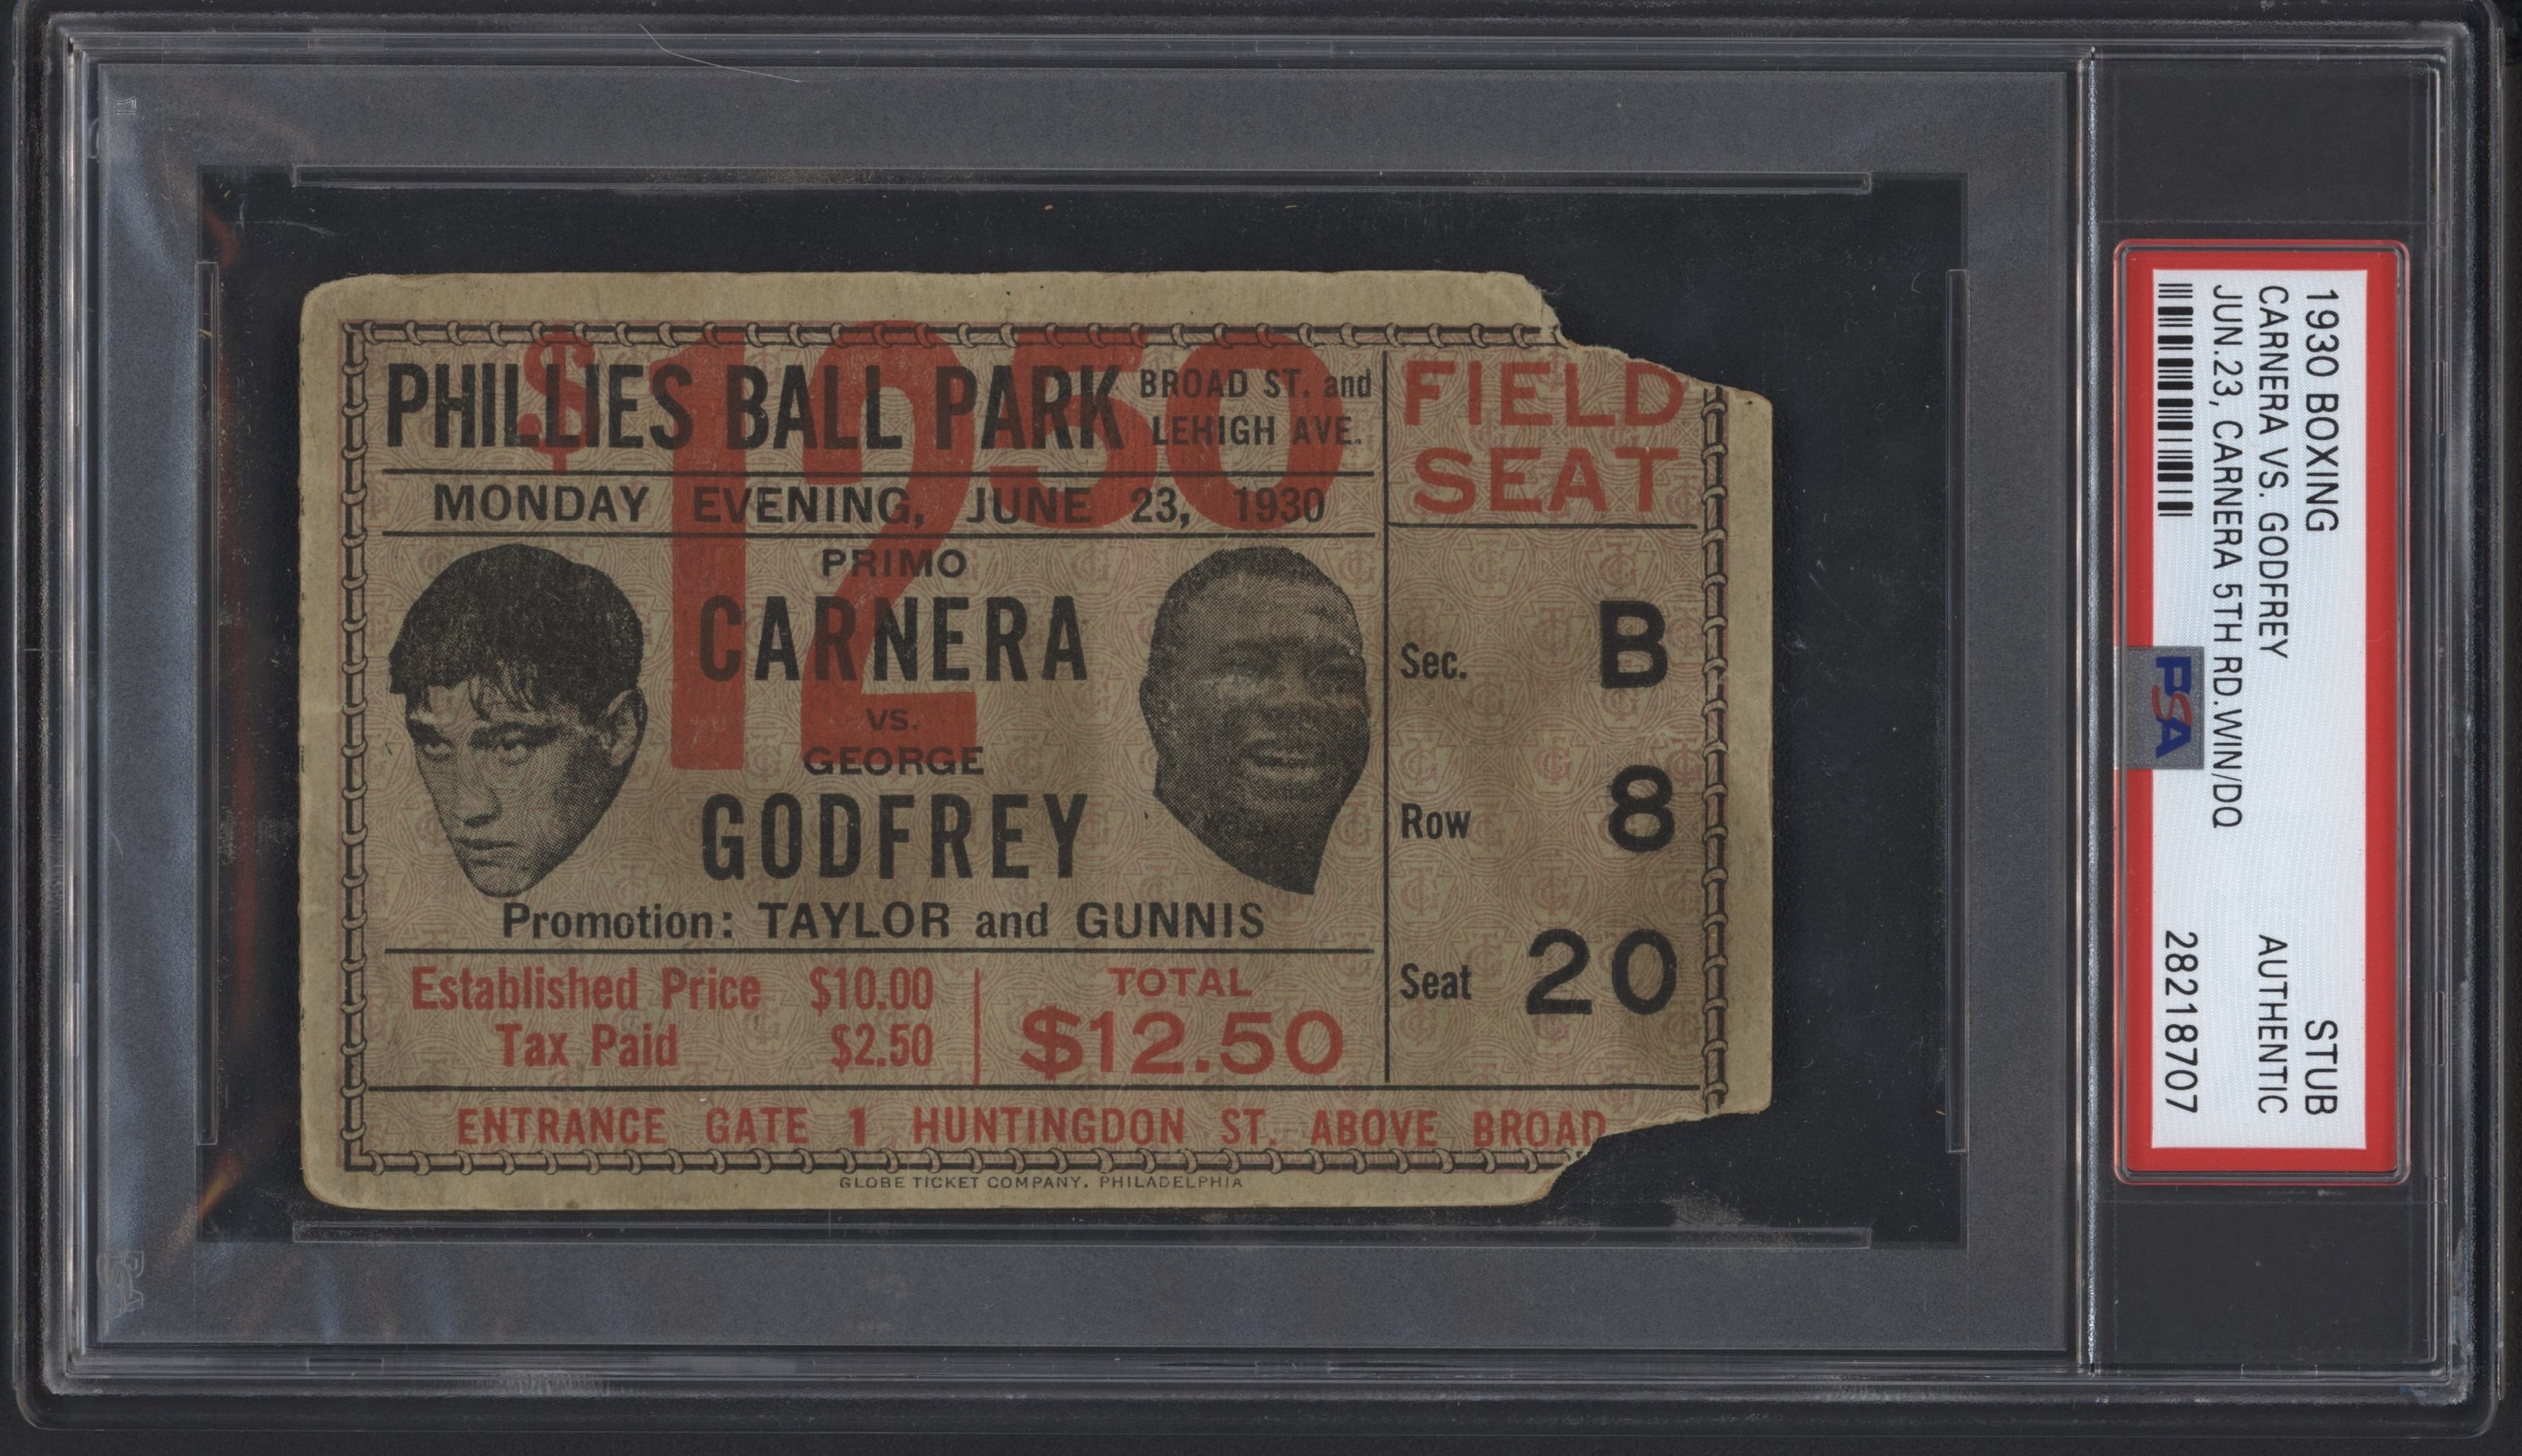 $12.50
PHILLIES BALL PARK BROAD ST. and
LEHIGH AVE.
MONDAY EVENING, JUNE 23, 1930
PRIMO
CARNERA
VS.
GEORGE
GODFREY
Promotion: TAYLOR and GUNNIS
Established Price $10.00
Tax Paid $2.50
TOTAL
$12.50
FIELD
SEAT
Sec. B
Row 8
Seat 20
ENTRANCE GATE 1 HUNTINGDON ST. ABOVE BROAD
GLOBE TICKET COMPANY. PHILADELPHIA
1930 BOXING STUB
CARNERA VS. GODFREY AUTHENTIC
JUN.23, CARNERA 5TH RD.WIN/DQ
28218707
PSA